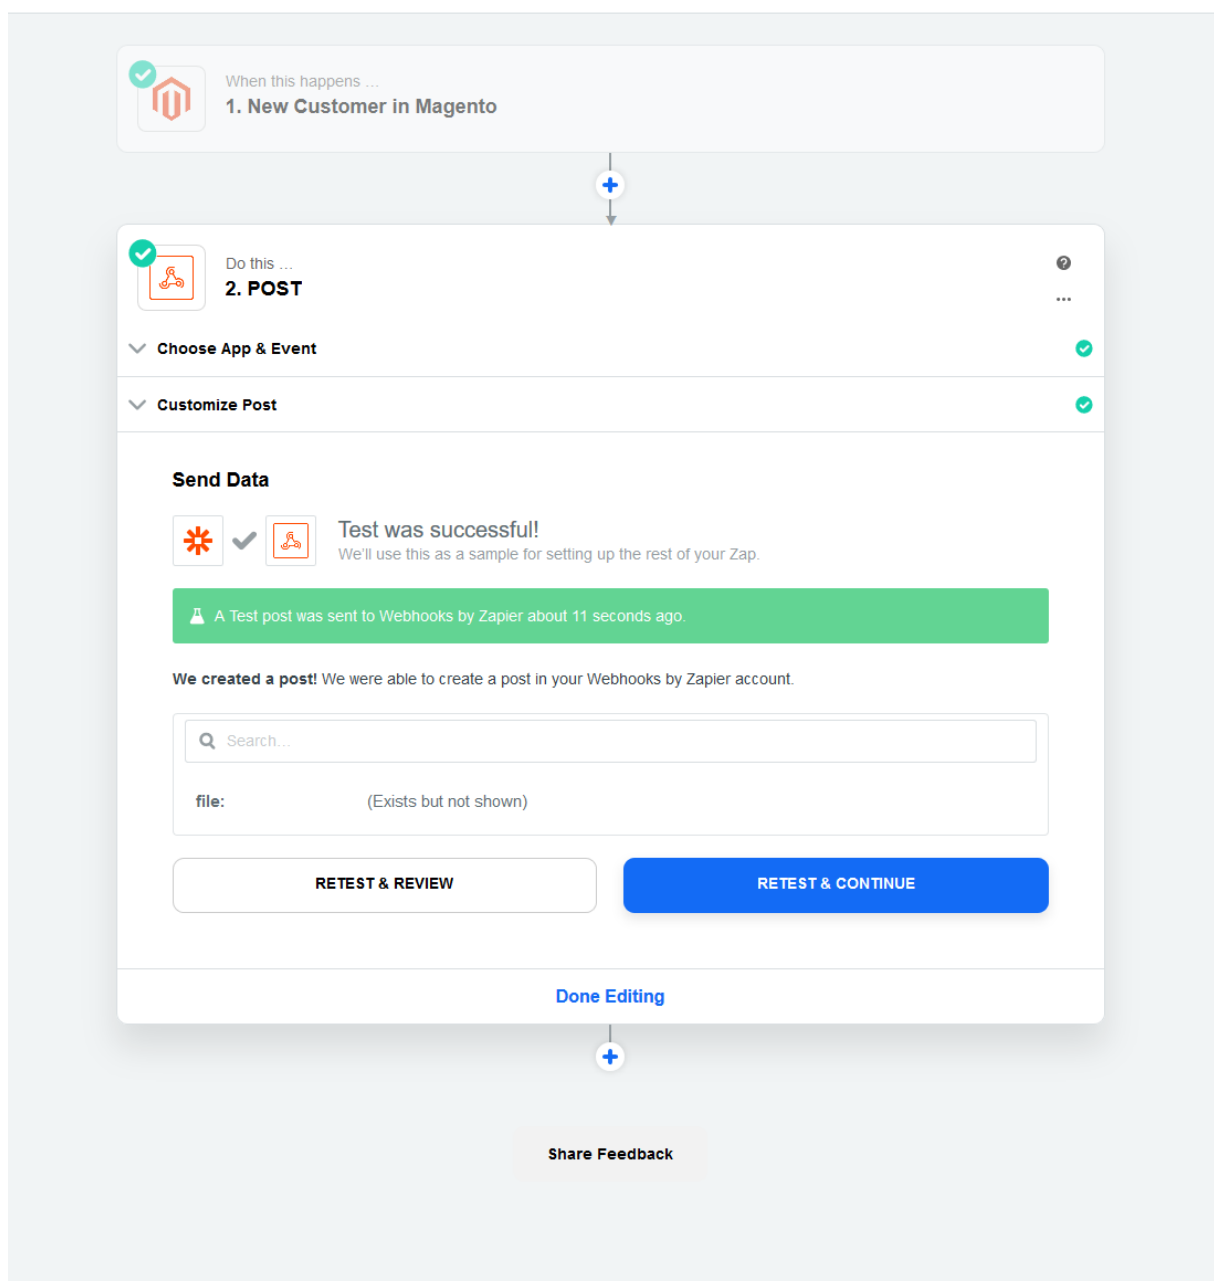 When this happens ...
1. New Customer in Magento
Do this ...
2. POST
Choose App & Event
Customize Post
Send Data
Test was successful!
We'll use this as a sample for setting up the rest of your Zap.
A Test post was sent to Webhooks by Zapier about 11 seconds ago.
We created a post! We were able to create a post in your Webhooks by Zapier account.
Search...
file: (Exists but not shown)
RETEST & REVIEW RETEST & CONTINUE
Done Editing
Share Feedback